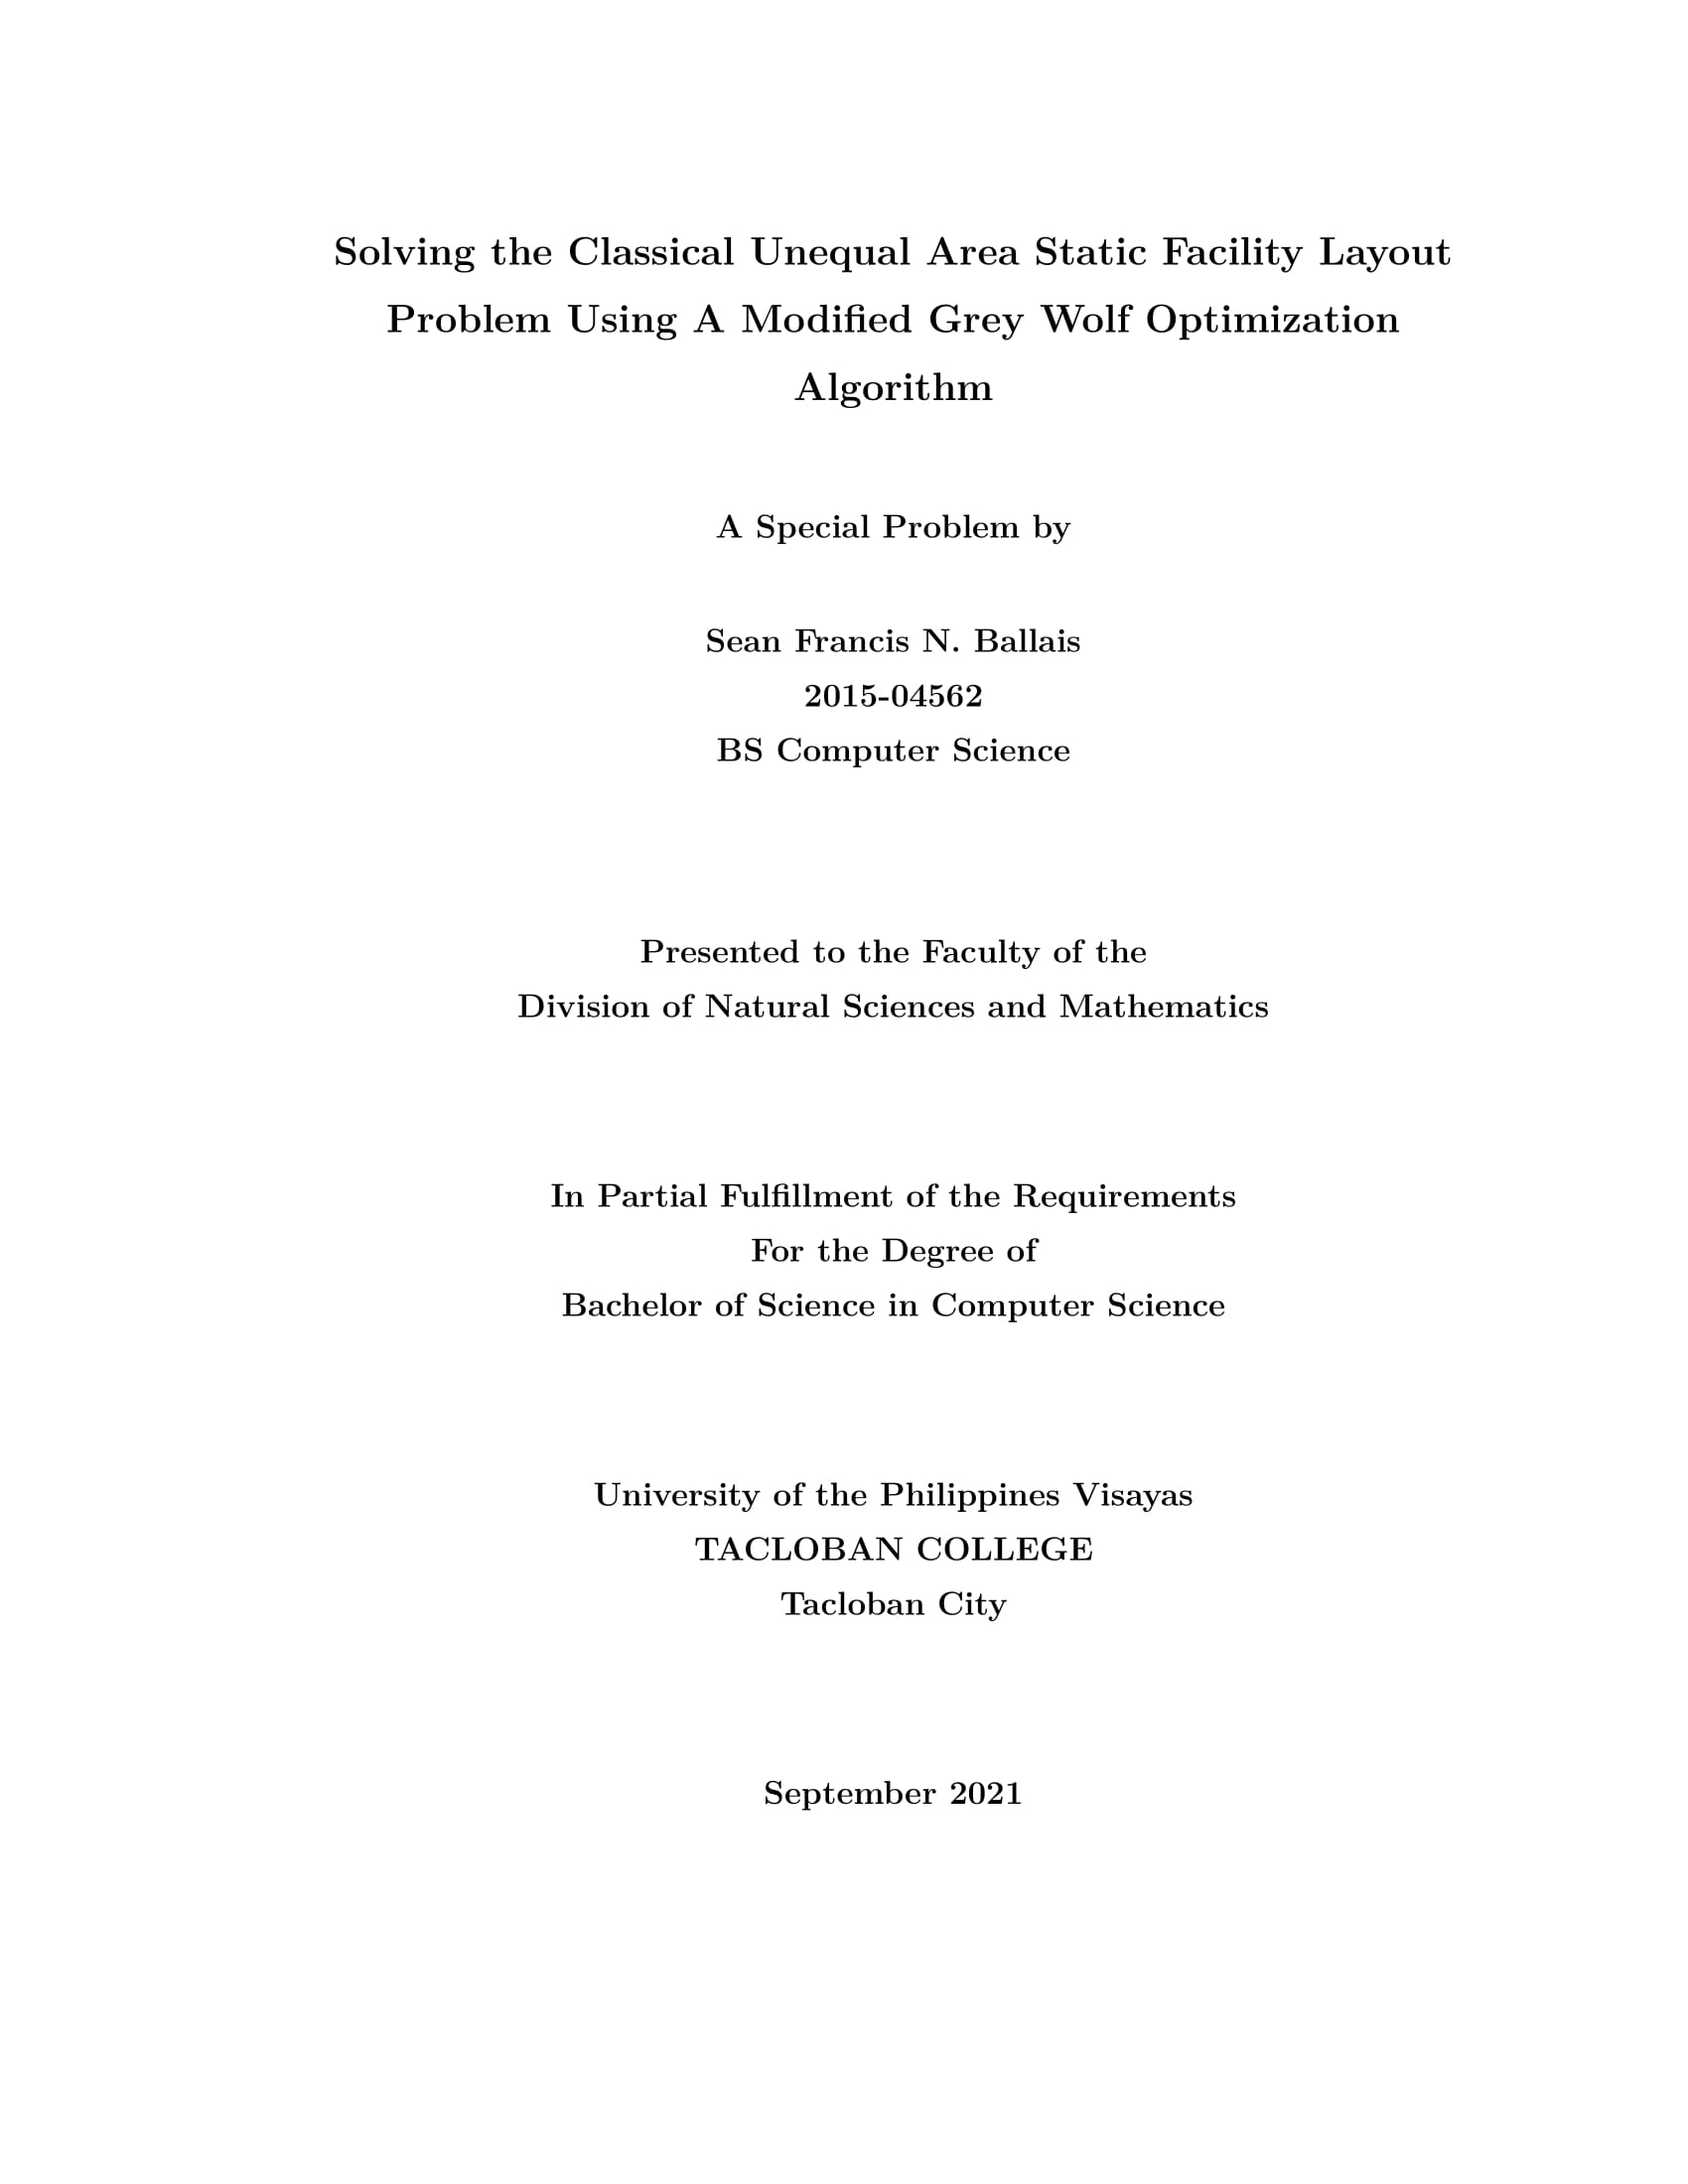 Solving the Classical Unequal Area Static Facility Layout
Problem Using A Modified Grey Wolf Optimization
Algorithm
A Special Problem by
Sean Francis N. Ballais
2015-04562
BS Computer Science
Presented to the Faculty of the
Division of Natural Sciences and Mathematics
In Partial Fulfillment of the Requirements
For the Degree of
Bachelor of Science in Computer Science
University of the Philippines Visayas
TACLOBAN COLLEGE
Tacloban City
September 2021